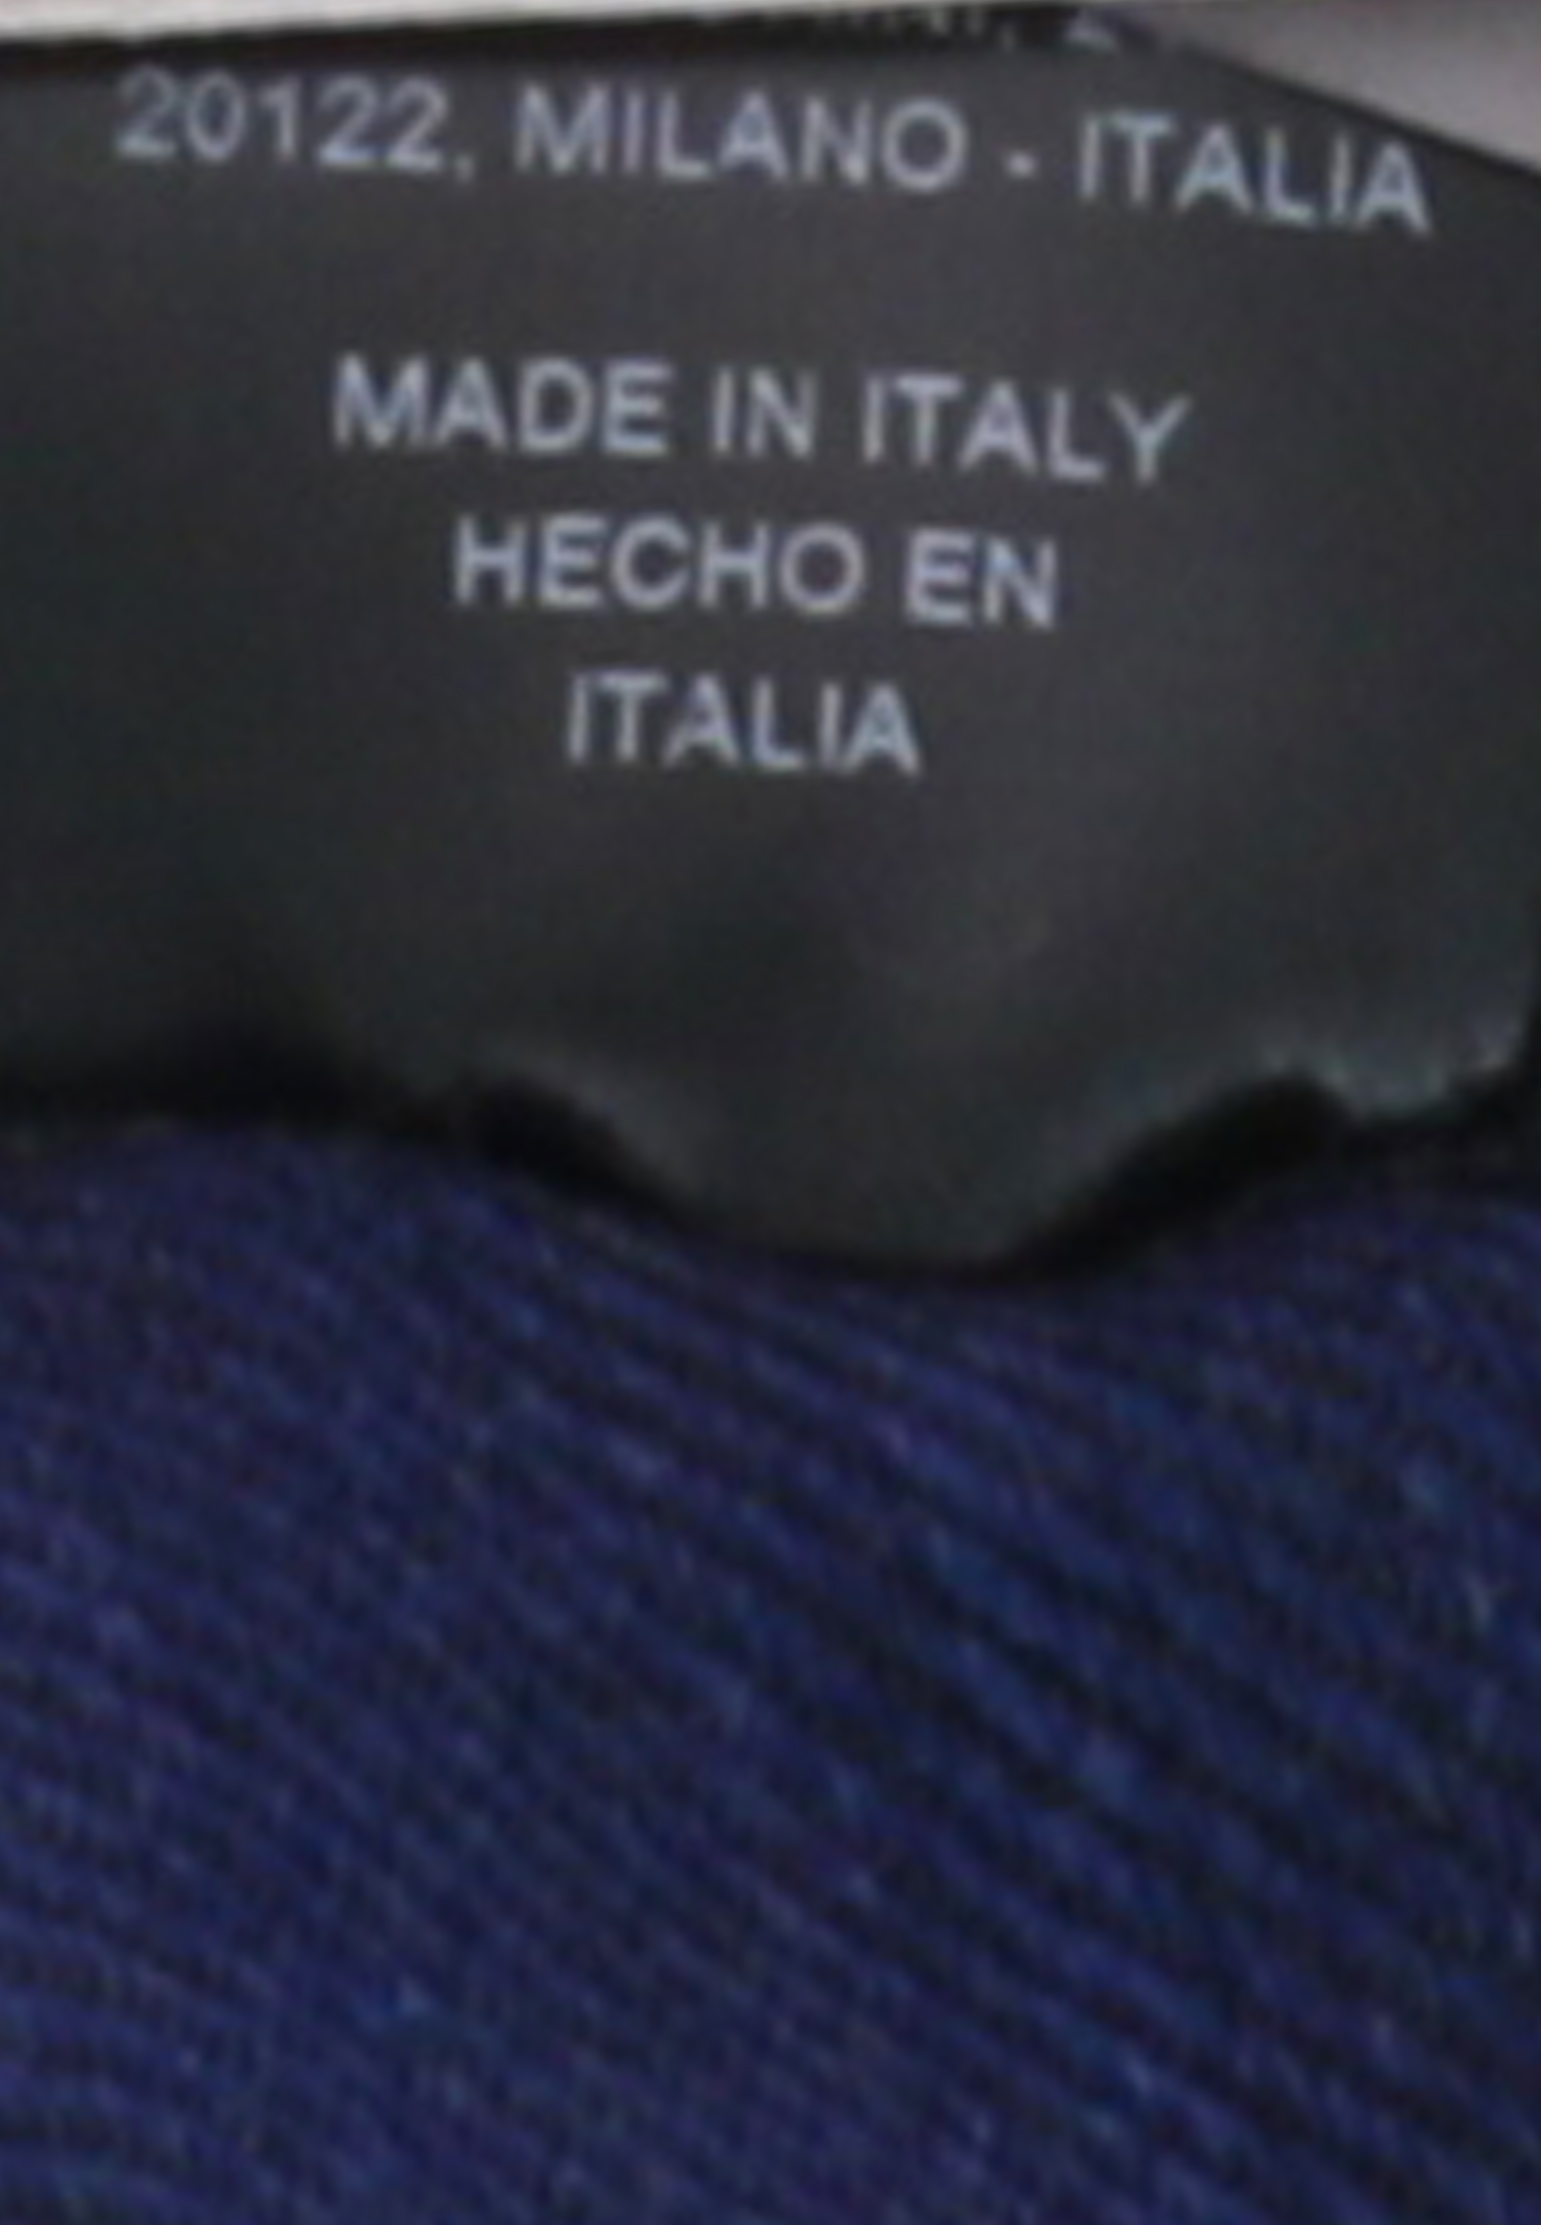 20122, MILANO - ITALIA
MADE IN ITALY
HECHO EN
ITALIA